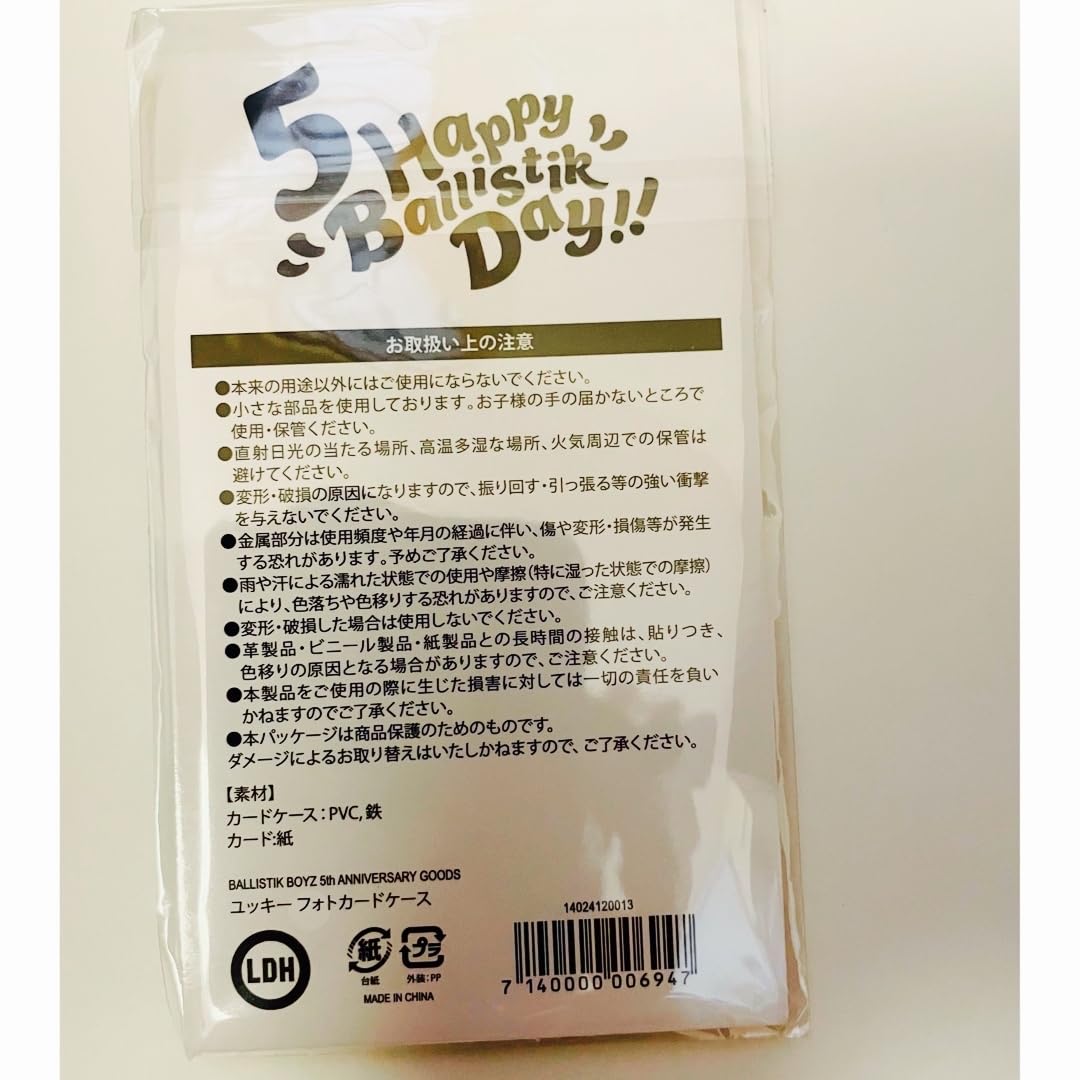 5 Happy
Ballistik
Day!!
お取扱い上の注意
●本来の用途以外にはご使用にならないでください。
●小さな部品を使用しております。お子様の手の届かないところで
使用・保管ください。
●直射日光の当たる場所、高温多湿な場所、火気周辺での保管は
避けてください。
●変形・破損の原因になりますので、振り回す・引っ張る等の強い衝撃
を与えないでください。
●金属部分は使用頻度や年月の経過に伴い、傷や変形・損傷等が発生
する恐れがあります。予めご了承ください。
●雨や汗による濡れた状態での使用や摩擦(特に湿った状態での摩擦)
により、色落ちや色移りする恐れがありますので、ご注意ください。
●変形・破損した場合は使用しないでください。
●革製品・ビニール製品・紙製品との長時間の接触は、貼りつき、
色移りの原因となる場合がありますので、ご注意ください。
●本製品をご使用の際に生じた損害に対しては一切の責任を負い
かねますのでご了承ください。
●本パッケージは商品保護のためのものです。
ダメージによるお取り替えはいたしかねますので、ご了承ください。
【素材】
カードケース：PVC, 鉄
カード:紙
BALLISTIK BOYZ 5th ANNIVERSARY GOODS
ユッキー フォトカードケース
LDH
紙
台紙
プラ
外装:PP
MADE IN CHINA
14024120013
7 140000 006947